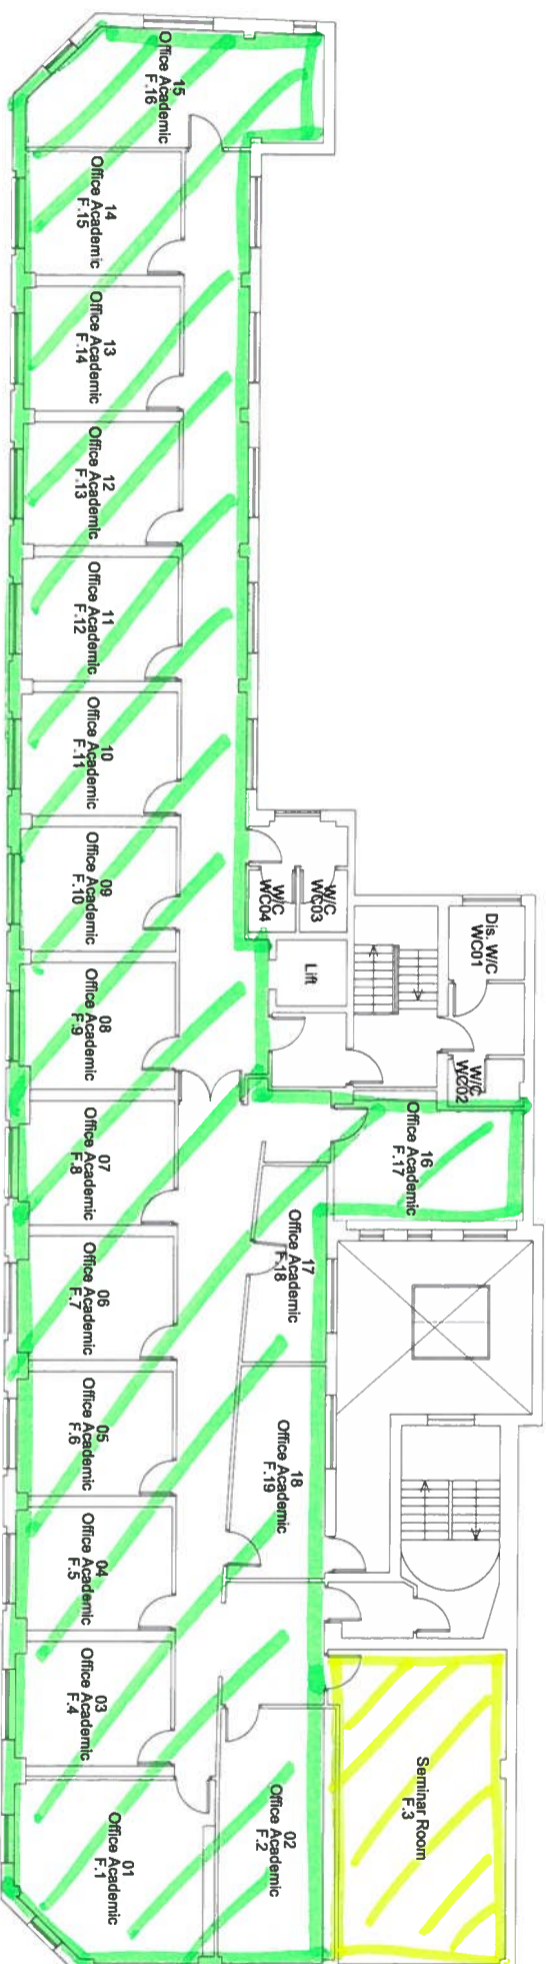 15
Office Academic
F.16
14
Office Academic
F.15
13
Office Academic
F.14
12
Office Academic
F.13
11
Office Academic
F.12
10
Office Academic
F.11
09
Office Academic
F.10
08
Office Academic
F.9
07
Office Academic
F.8
06
Office Academic
F.7
05
Office Academic
F.6
04
Office Academic
F.5
03
Office Academic
F.4
01
Office Academic
F.1
02
Office Academic
F.2
Seminar Room
F.3
18
Office Academic
F.19
17
Office Academic
F.18
16
Office Academic
F.17
W/C
WC02
Dis. W/C
WC01
Lift
W/C
WC03
W/C
WC04